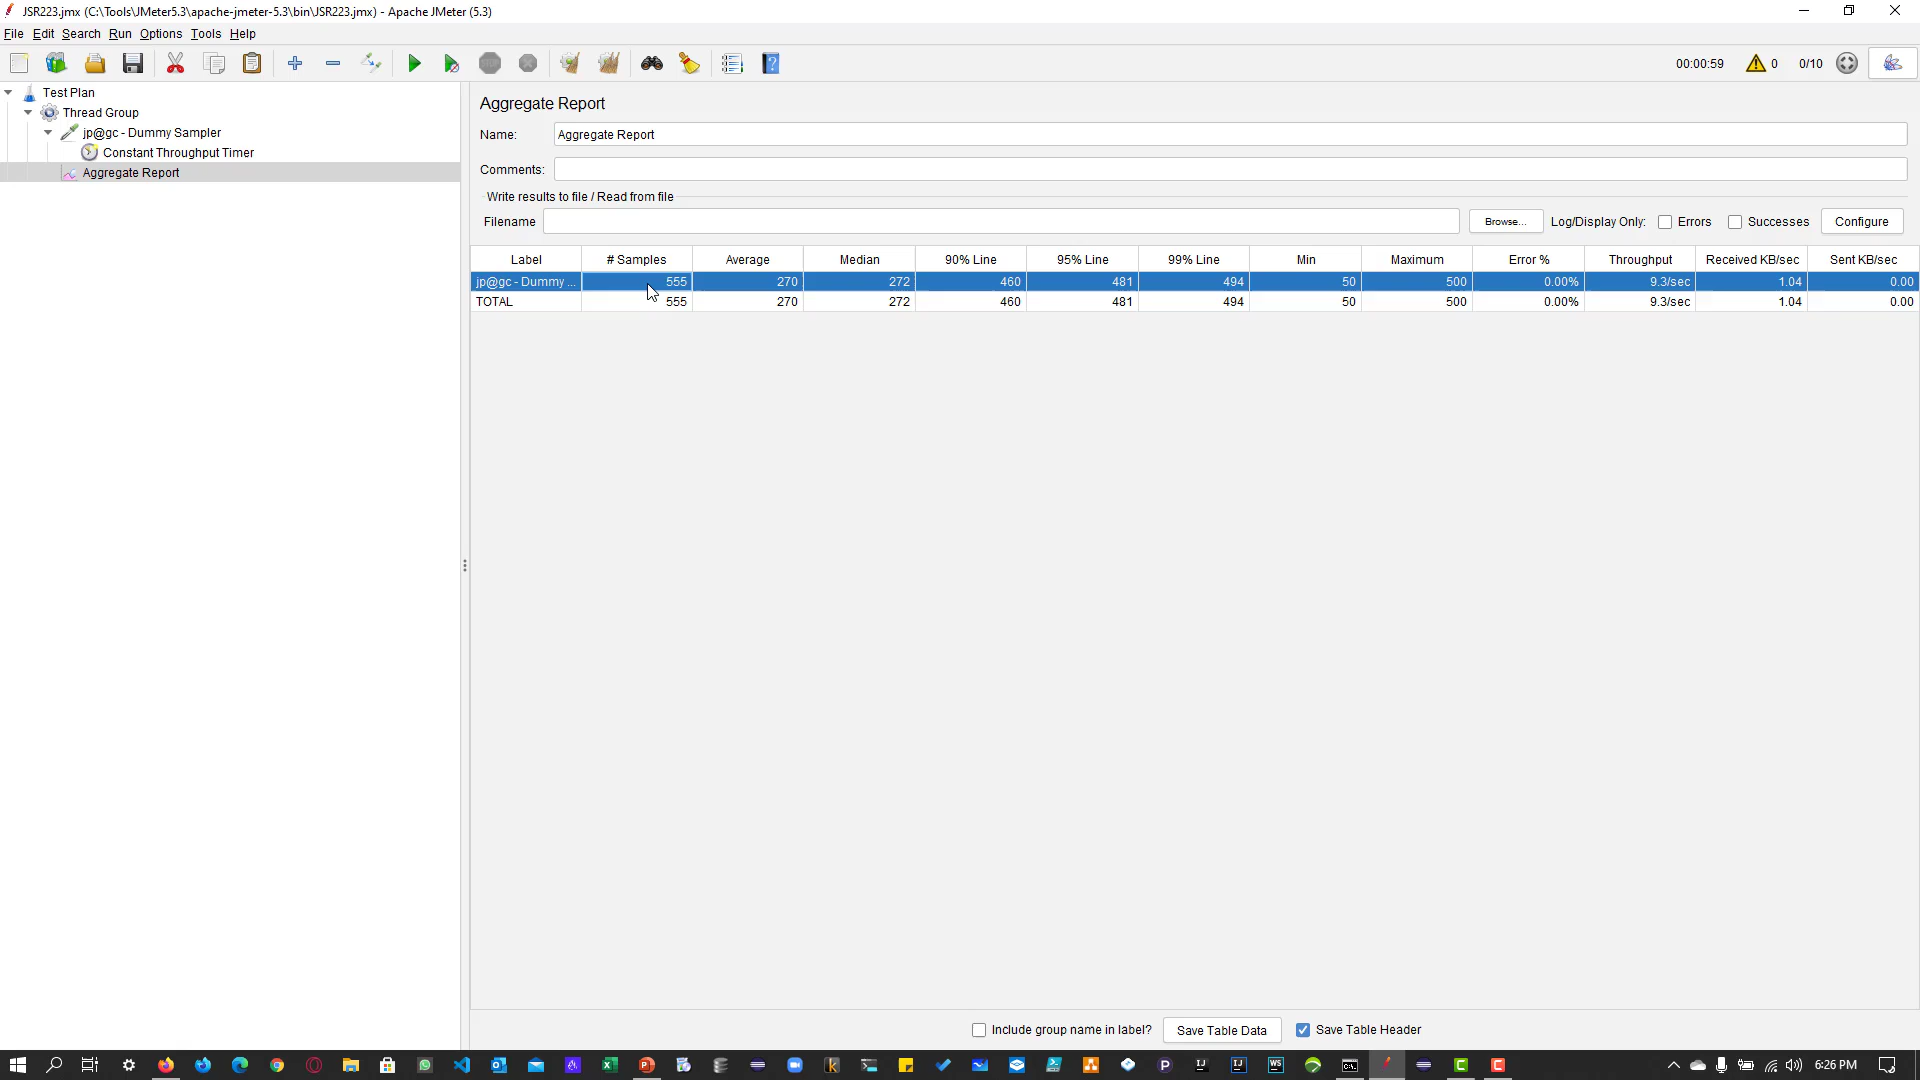 JSR223.jmx (C:\Tools\JMeter5.3\apache-jmeter-5.3\bin\JSR223.jmx) - Apache JMeter (5.3)
File Edit Search Run Options Tools Help
00:00:59 0 0/10
Test Plan
Thread Group
jp@gc - Dummy Sampler
Constant Throughput Timer
Aggregate Report
Aggregate Report
Name: Aggregate Report
Comments:
Write results to file / Read from file
Filename Browse... Log/Display Only: Errors Successes Configure
Label # Samples Average Median 90% Line 95% Line 99% Line Min Maximum Error % Throughput Received KB/sec Sent KB/sec
jp@gc - Dummy ... 555 270 272 460 481 494 50 500 0.00% 9.3/sec 1.04 0.00
TOTAL 555 270 272 460 481 494 50 500 0.00% 9.3/sec 1.04 0.00
Include group name in label? Save Table Data Save Table Header
6:26 PM